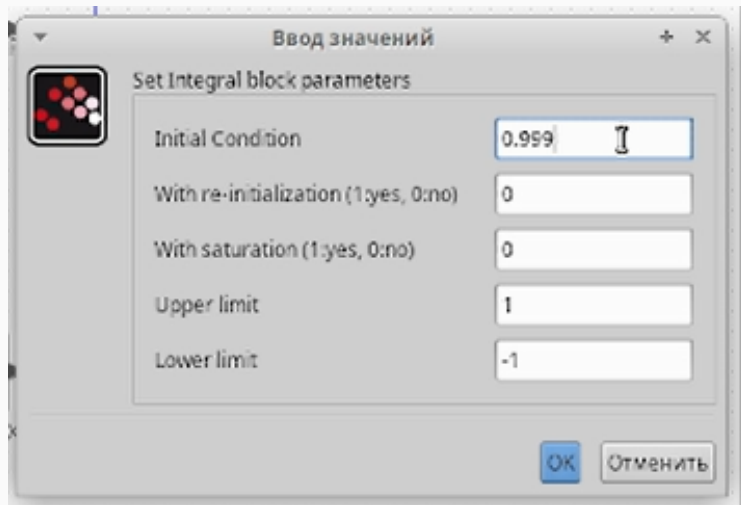 Ввод значений
Set Integral block parameters
Initial Condition 0.999
With re-initialization (1:yes, 0:no) 0
With saturation (1:yes, 0:no) 0
Upper limit 1
Lower limit -1
OK Отменить